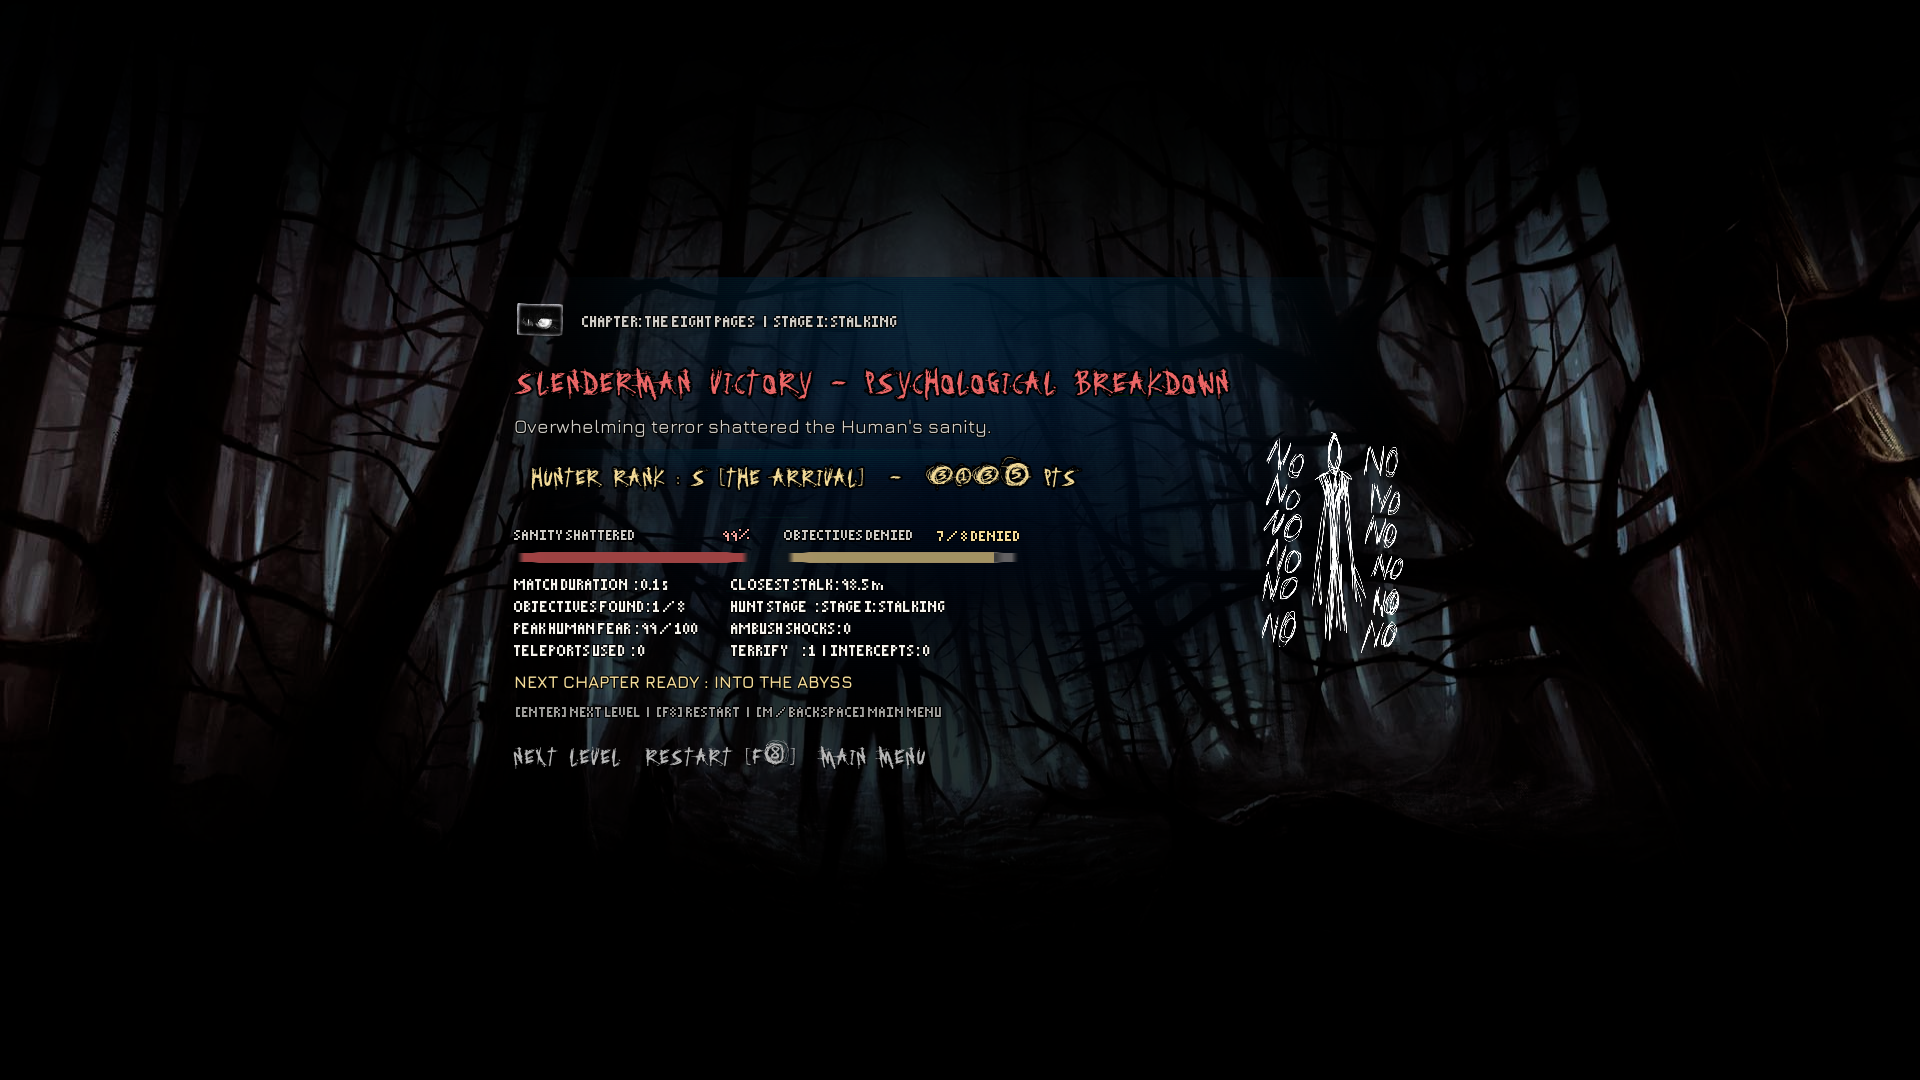 CHAPTER: THE EIGHT PAGES | STAGE I: STALKING
SLENDERMAN VICTORY - PSYCHOLOGICAL BREAKDOWN
Overwhelming terror shattered the Human's sanity.
HUNTER RANK : S [THE ARRIVAL] - 3135 PTS
SANITY SHATTERED 99% OBJECTIVES DENIED 7/8 DENIED
MATCH DURATION : 0.1s CLOSEST STALK: 98.5m
OBJECTIVES FOUND: 1/8 HUNT STAGE : STAGE I: STALKING
PEAK HUMAN FEAR : 99/100 AMBUSH SHOCKS: 0
TELEPORTS USED : 0 TERRIFY : 1 | INTERCEPTS: 0
NEXT CHAPTER READY : INTO THE ABYSS
[ENTER] NEXT LEVEL | [F8] RESTART | [M/BACKSPACE] MAIN MENU
NEXT LEVEL RESTART [F8] MAIN MENU
NO NO
NO NO
NO NO
NO NO
NO NO
NO NO